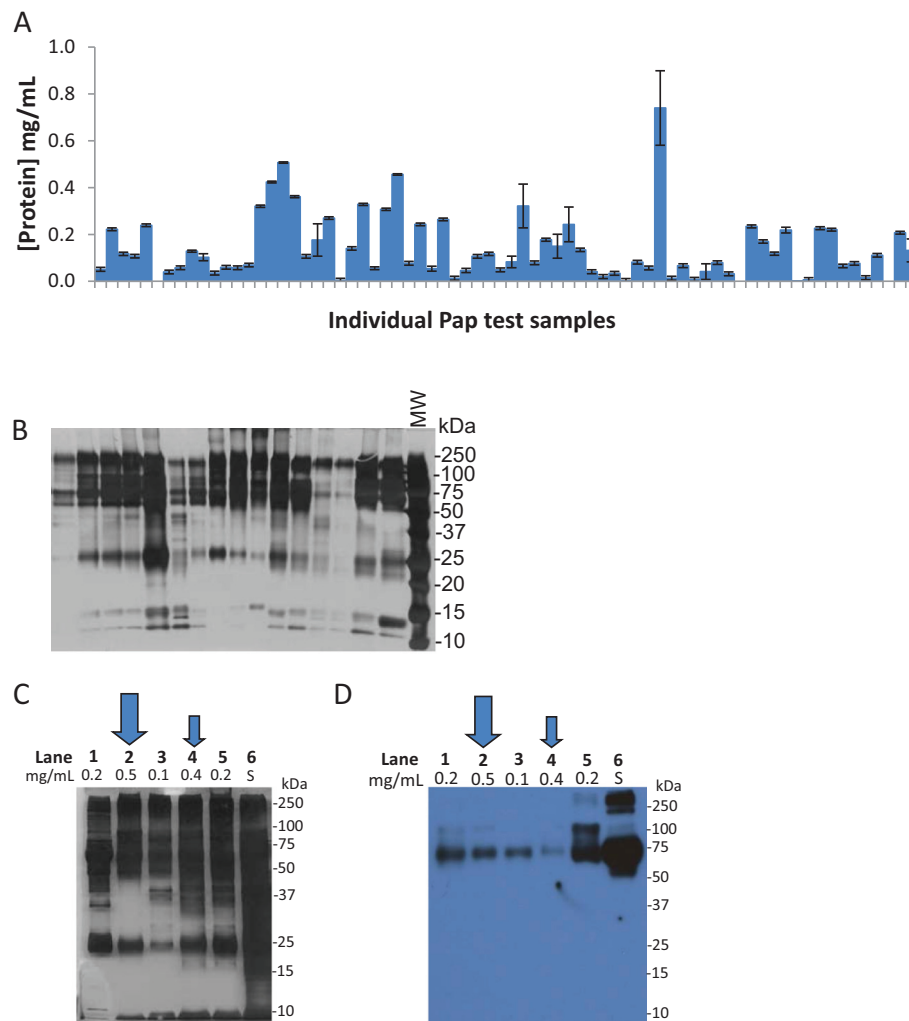 A
[Protein] mg/mL
1.0
0.8
0.6
0.4
0.2
0.0
Individual Pap test samples
B
MW
kDa
-250
-100
-75
-50
-37
-25
-20
-15
-10
C
Lane 1 2 3 4 5 6
mg/mL 0.2 0.5 0.1 0.4 0.2 S
kDa
-250
-100
-75
-50
-37
-25
-15
-10
D
Lane 1 2 3 4 5 6
mg/mL 0.2 0.5 0.1 0.4 0.2 S
kDa
-250
-100
-75
-50
-37
-25
-15
-10